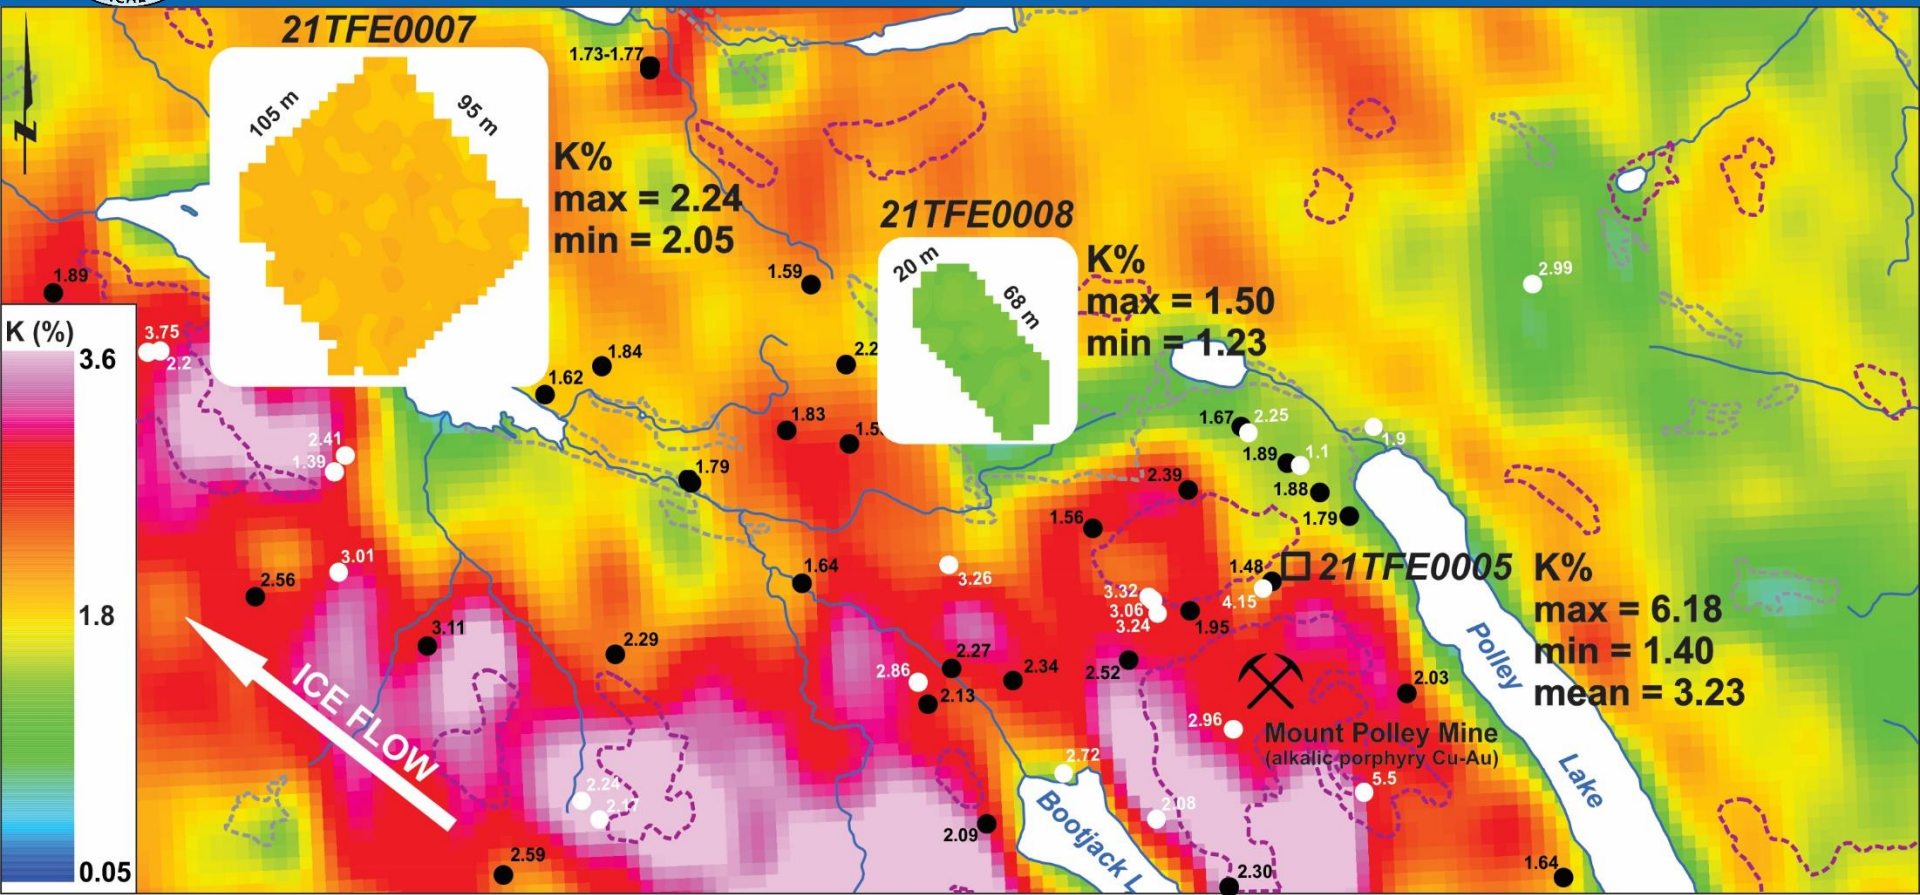 21TFE0007
1.73-1.77
105 m
95 m
K%
max = 2.24
min = 2.05
N
21TFE0008
20 m
68 m
K%
max = 1.50
min = 1.23
1.59
2.99
1.89
K (%)
3.6
1.8
0.05
3.75
2.2
1.84
1.62
1.83
1.67
2.25
1.9
2.41
1.39
1.79
1.89
1.1
2.39
1.88
1.79
1.56
3.01
2.56
1.64
3.26
1.48
21TFE0005
K%
max = 6.18
min = 1.40
mean = 3.23
3.32
3.06
3.24
4.15
1.95
3.11
2.29
2.27
2.86
2.34
2.13
2.52
2.03
Polley
Lake
ICE FLOW
2.96
Mount Polley Mine
(alkalic porphyry Cu-Au)
2.72
5.5
2.24
2.17
2.08
Bootjack L
2.09
2.59
2.30
1.64